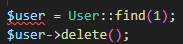 $user = User::find(1);
$user->delete();